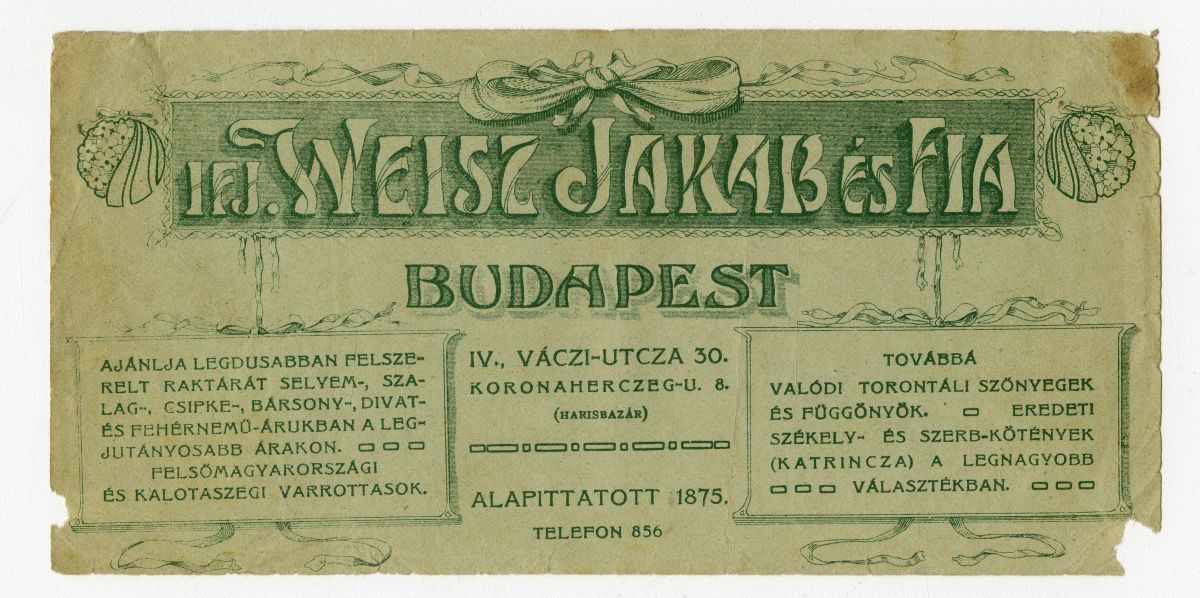 IFJ. WEISZ JAKAB ÉS FIA
BUDAPEST
AJÁNLJA LEGDUSABBAN FELSZE-
RELT RAKTÁRÁT SELYEM-, SZA-
LAG-, CSIPKE-, BÁRSONY-, DIVAT-
ÉS FEHÉRNEMŰ-ÁRUKBAN A LEG-
JUTÁNYOSABB ÁRAKON.
FELSŐMAGYARORSZÁGI
ÉS KALOTASZEGI VARROTTASOK.
IV., VÁCZI-UTCZA 30.
KORONAHERCZEG-U. 8.
(HARISBAZÁR)
ALAPITTATOTT 1875.
TELEFON 856
TOVÁBBÁ
VALÓDI TORONTÁLI SZŐNYEGEK
ÉS FÜGGÖNYÖK. EREDETI
SZÉKELY- ÉS SZERB-KÖTÉNYEK
(KATRINCZA) A LEGNAGYOBB
VÁLASZTÉKBAN.